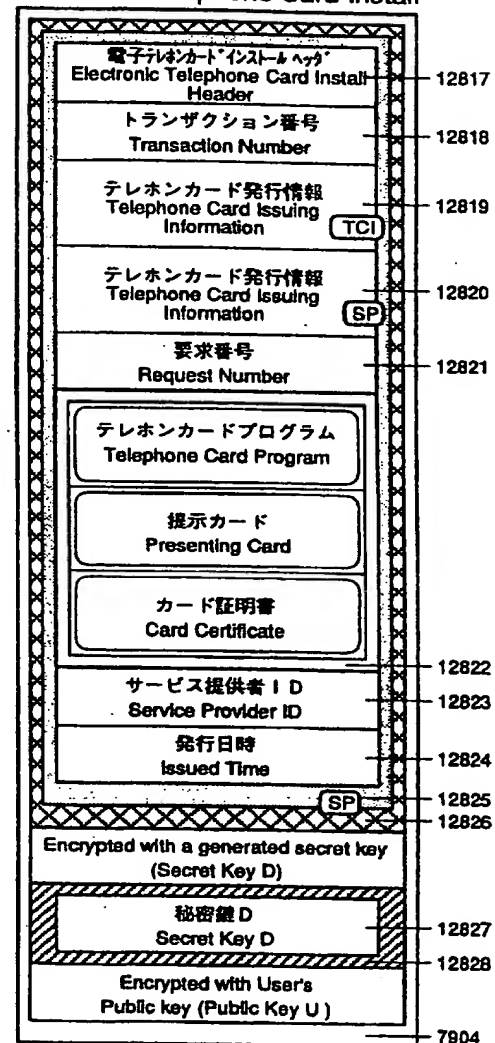 電子テレホンカードインストール ヘッダ
Electronic Telephone Card Install
Header
12817
トランザクション番号
Transaction Number
12818
テレホンカード発行情報
Telephone Card Issuing
Information
TCI
12819
テレホンカード発行情報
Telephone Card Issuing
Information
SP
12820
要求番号
Request Number
12821
テレホンカードプログラム
Telephone Card Program
提示カード
Presenting Card
カード証明書
Card Certificate
12822
サービス提供者ID
Service Provider ID
12823
発行日時
Issued Time
12824
SP
12825
12826
Encrypted with a generated secret key
(Secret Key D)
秘密鍵D
Secret Key D
12827
12828
Encrypted with User's
Public key (Public Key U)
7904